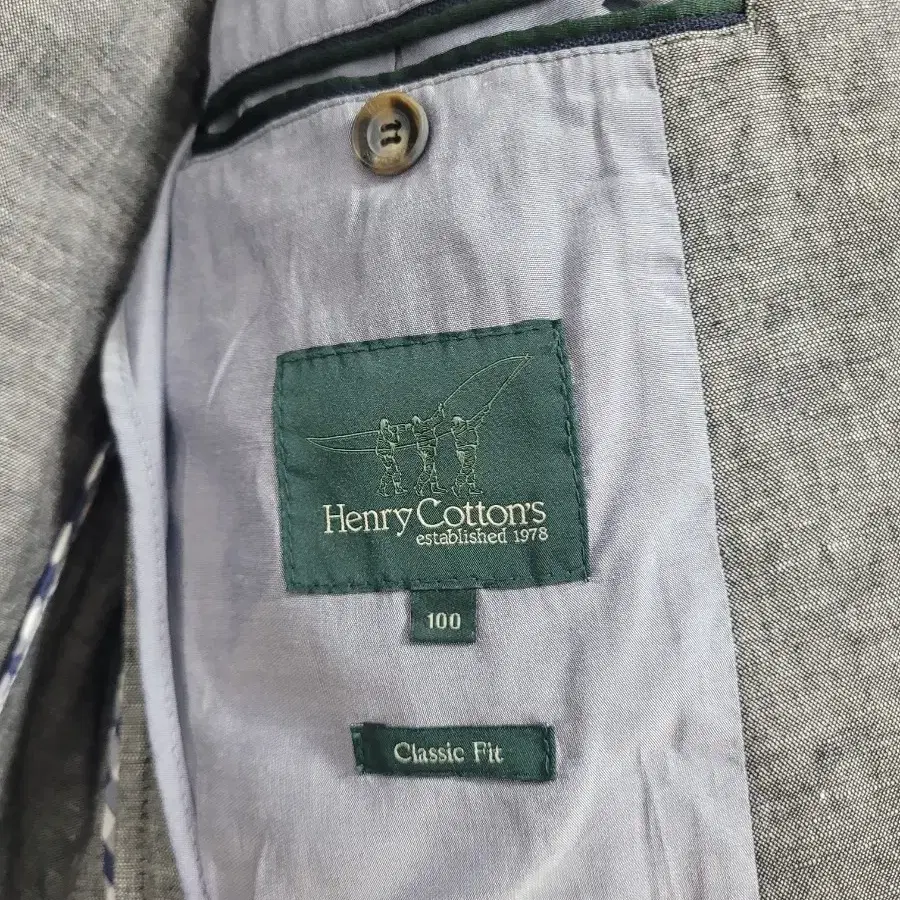 Henry Cotton's
established 1978
100
Classic Fit